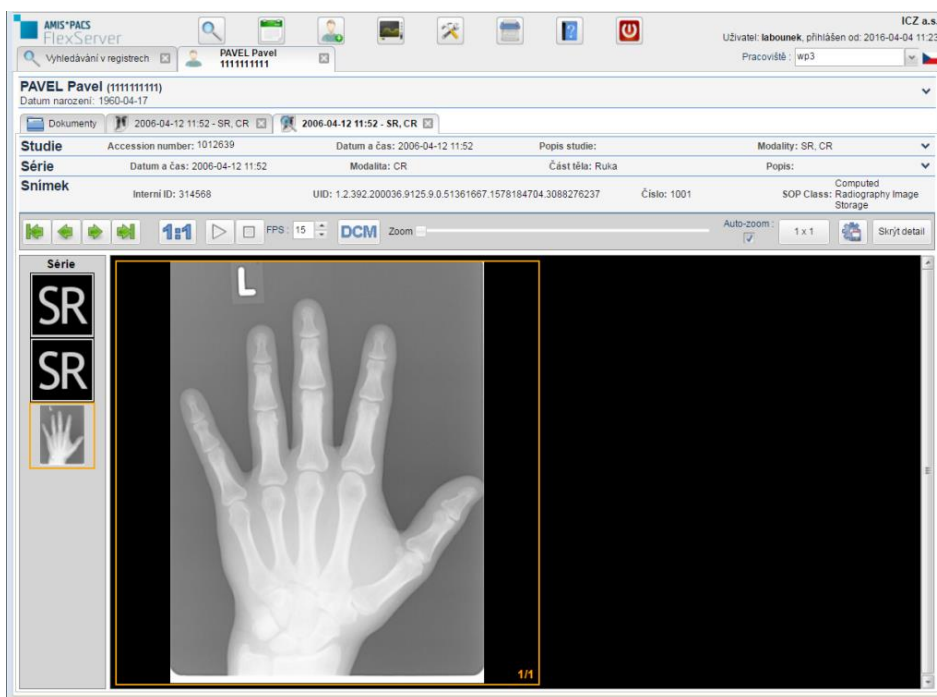 AMIS*PACS
FlexServer
ICZ a.s.
Uživatel: labounek, přihlášen od: 2016-04-04 11:23
Pracoviště : wp3
Vyhledávání v registrech
PAVEL Pavel
1111111111
PAVEL Pavel (1111111111)
Datum narození: 1960-04-17
Dokumenty
2006-04-12 11:52 - SR, CR
2006-04-12 11:52 - SR, CR
Studie Accession number: 1012639 Datum a čas: 2006-04-12 11:52 Popis studie: Modality: SR, CR
Série Datum a čas: 2006-04-12 11:52 Modalita: CR Část těla: Ruka Popis:
Snímek Interní ID: 314568 UID: 1.2.392.200036.9125.9.0.51361667.1578184704.3088276237 Číslo: 1001 SOP Class: Computed Radiography Image Storage
1:1 FPS : 15 DCM Zoom Auto-zoom : 1 x 1 Skrýt detail
Série
SR
SR
L
1/1